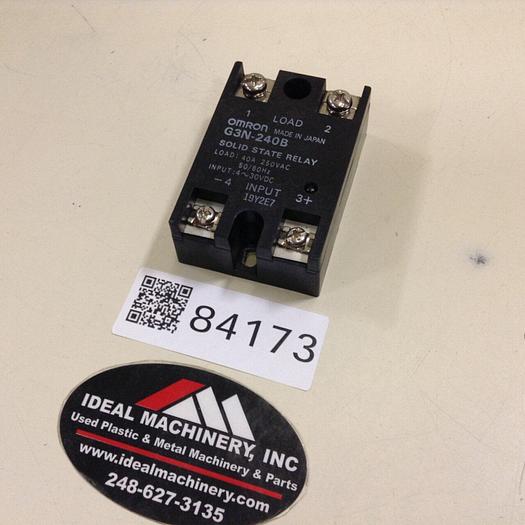 1 LOAD 2
OMRON MADE IN JAPAN
G3N-240B
SOLID STATE RELAY
LOAD: 40A 250VAC
50/60Hz
INPUT: 4~30VDC
-4 INPUT 3+
19Y2E7
84173
IDEAL MACHINERY, INC
Used Plastic & Metal Machinery & Parts
www.idealmachinery.com
248-627-3135